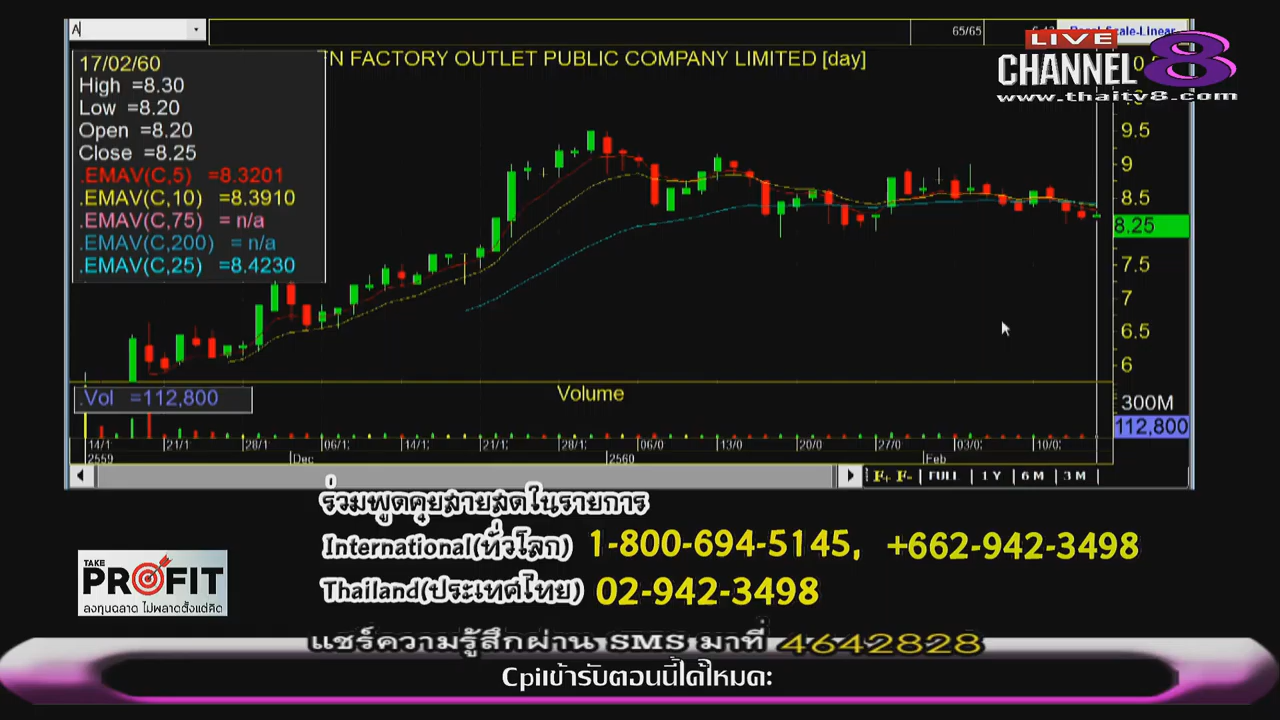 A
65/65
17/02/60
High =8.30
Low =8.20
Open =8.20
Close =8.25
.EMAV(C,5) =8.3201
.EMAV(C,10) =8.3910
.EMAV(C,75) = n/a
.EMAV(C,200) = n/a
.EMAV(C,25) =8.4230
N FACTORY OUTLET PUBLIC COMPANY LIMITED [day]
LIVE
CHANNEL 8
www.thaitv8.com
9.5
9
8.5
8.25
7.5
7
6.5
6
.Vol =112,800
Volume
300M
112,800
14/1 21/1 28/1 06/1 14/1 21/1 28/1 06/0 13/0 20/0 27/0 03/0 10/0
2559 Dec 2560 Feb
F+ F- FULL 1 Y 6 M 3 M
ร่วมพูดคุยสายสดในรายการ
International(ทั่วโลก) 1-800-694-5145, +662-942-3498
Thailand(ประเทศไทย) 02-942-3498
TAKE
PROFIT
ลงทุนฉลาด ไม่พลาดตั้งแต่คิด
แชร์ความรู้สึกผ่าน SMS มาที่ 4642828
Cpiเข้ารับตอนนี้ได้ไหมค: